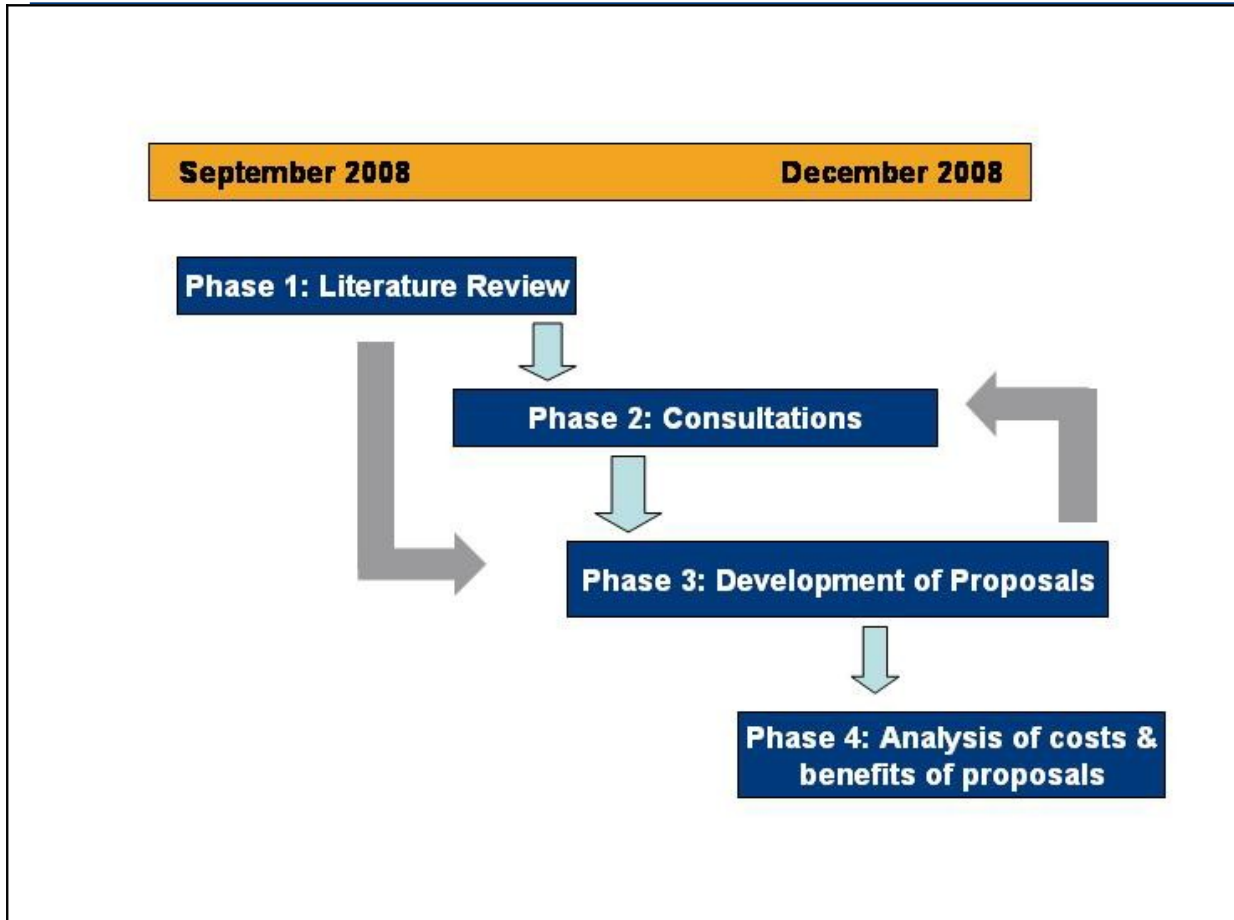 September 2008 December 2008
Phase 1: Literature Review
Phase 2: Consultations
Phase 3: Development of Proposals
Phase 4: Analysis of costs &
benefits of proposals